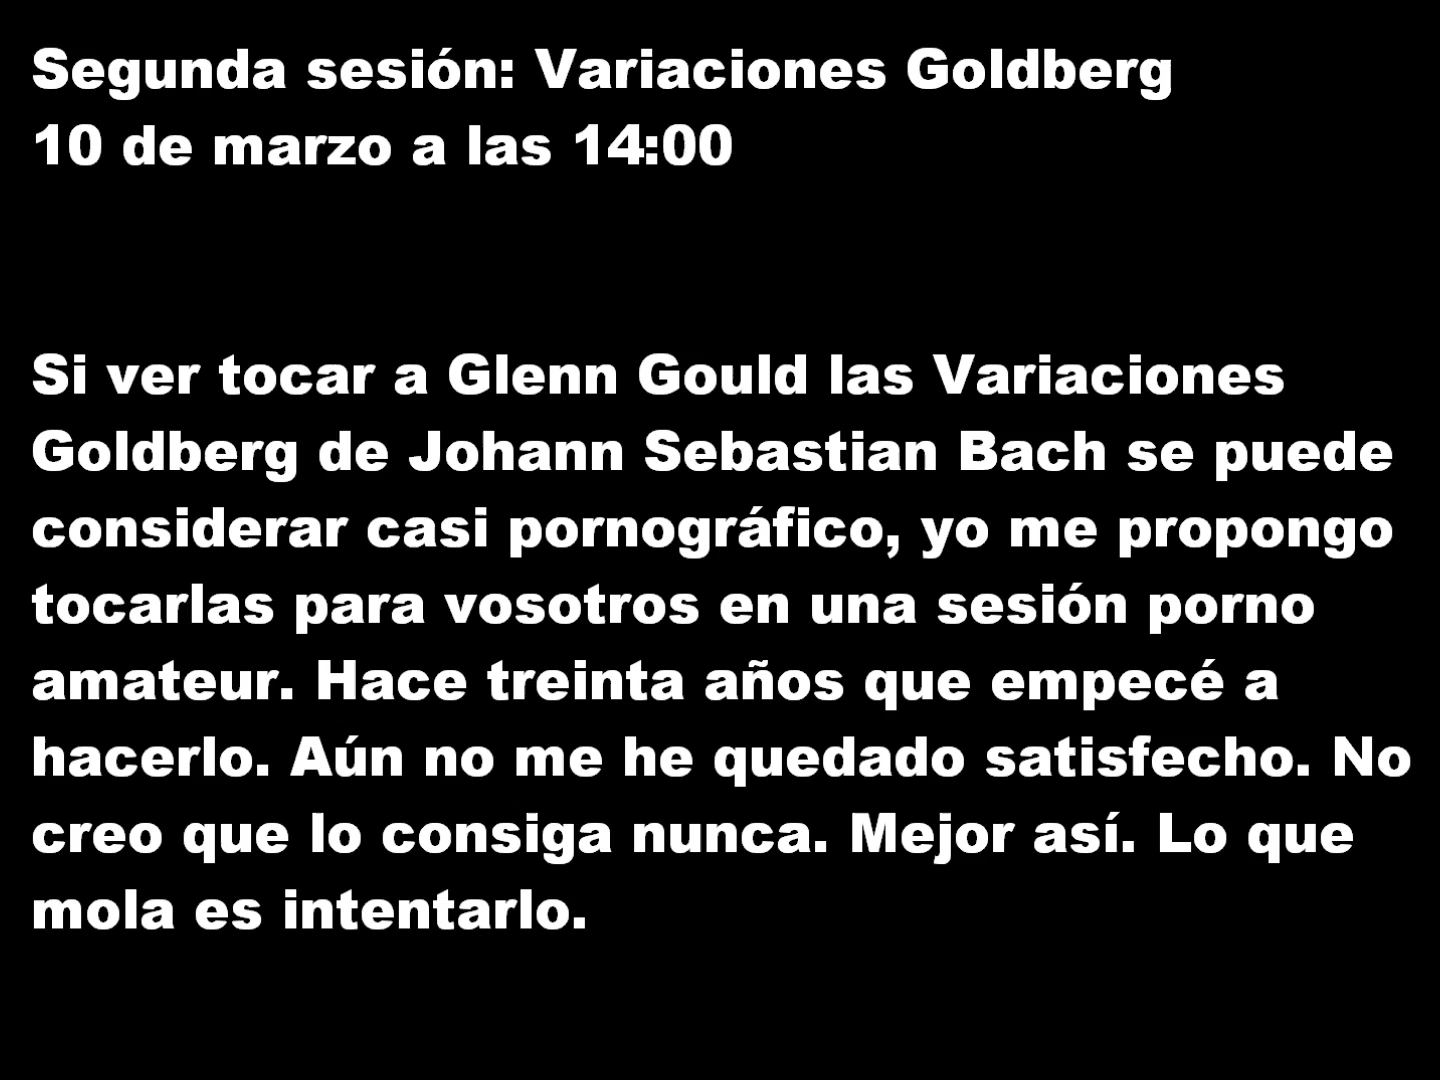 Segunda sesión: Variaciones Goldberg
10 de marzo a las 14:00
Si ver tocar a Glenn Gould las Variaciones
Goldberg de Johann Sebastian Bach se puede
considerar casi pornográfico, yo me propongo
tocarlas para vosotros en una sesión porno
amateur. Hace treinta años que empecé a
hacerlo. Aún no me he quedado satisfecho. No
creo que lo consiga nunca. Mejor así. Lo que
mola es intentarlo.